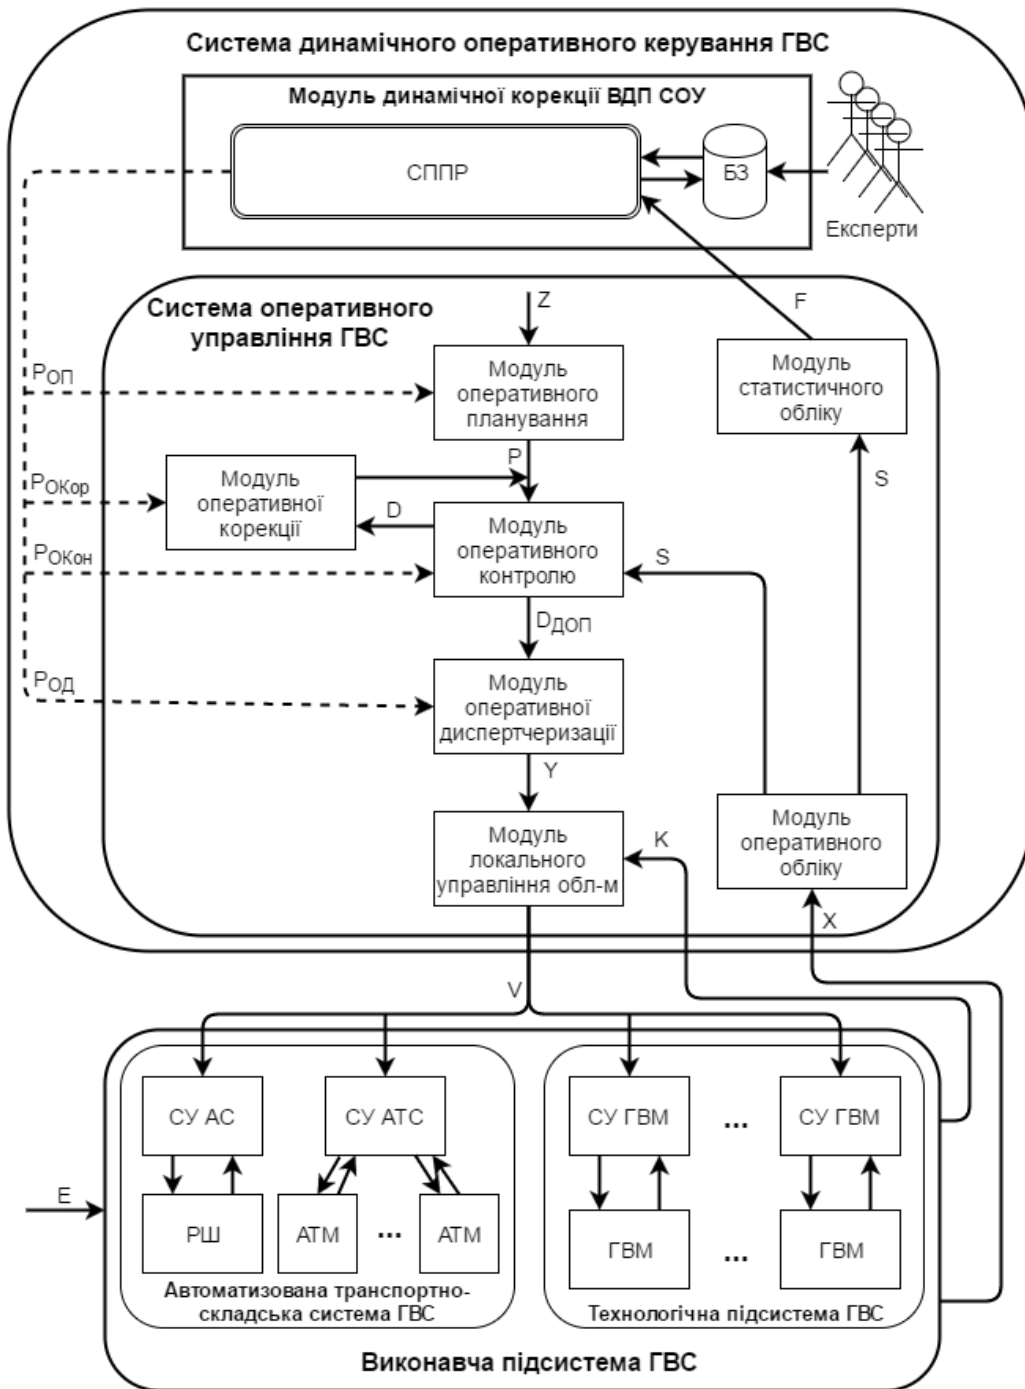 Система динамічного оперативного керування ГВС
Модуль динамічної корекції ВДП СОУ
СППР
БЗ
Експерти
Система оперативного
управління ГВС
Z
F
Модуль
оперативного
планування
Модуль
статистичного
обліку
PОП
P
S
Модуль
оперативної
корекції
PОКор
D
Модуль
оперативного
контролю
PОКон
S
DДОП
Модуль
оперативної
диспертчеризації
PОД
Y
Модуль
локального
управління обл-м
K
Модуль
оперативного
обліку
X
V
СУ АС
СУ АТС
СУ ГВМ
...
СУ ГВМ
E
РШ
АТМ
...
АТМ
ГВМ
...
ГВМ
Автоматизована транспортно-
складська система ГВС
Технологічна підсистема ГВС
Виконавча підсистема ГВС